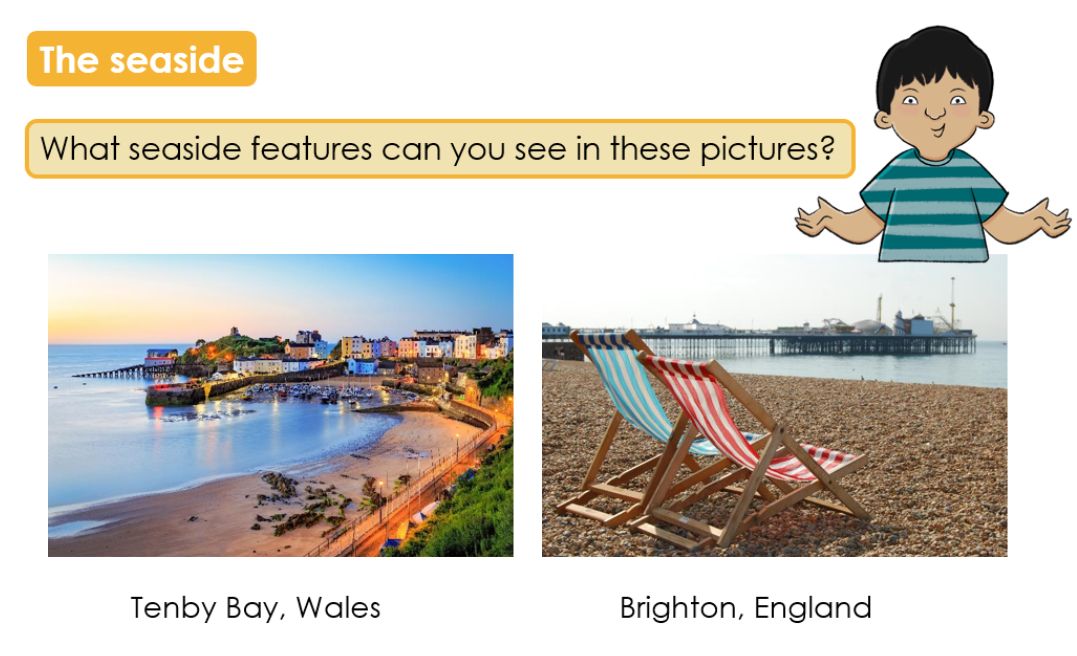 The seaside
What seaside features can you see in these pictures?
Tenby Bay, Wales
Brighton, England